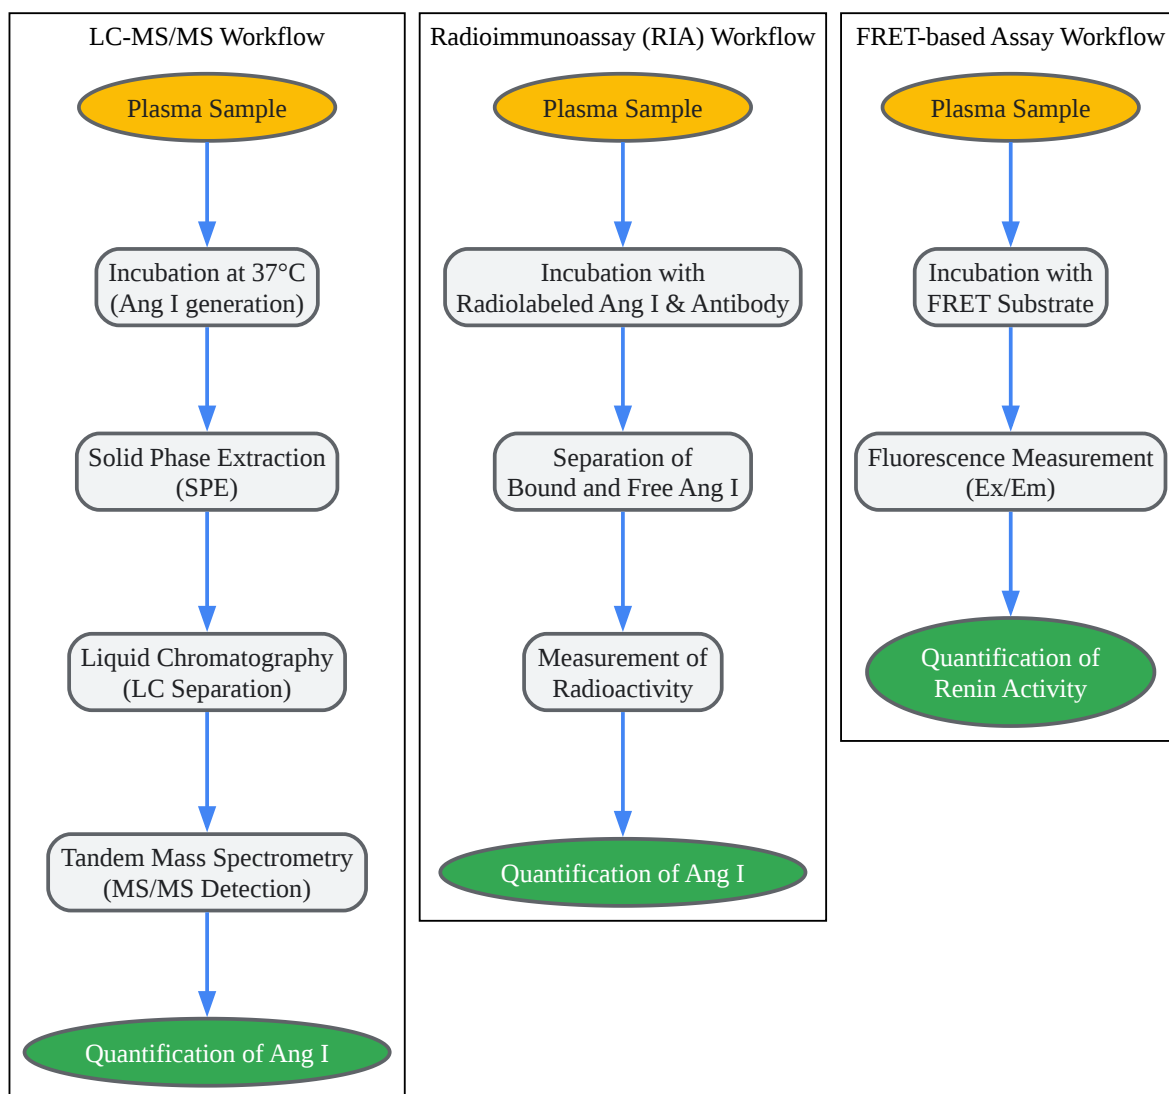 LC-MS/MS Workflow
Plasma Sample
Incubation at 37°C
(Ang I generation)
Solid Phase Extraction
(SPE)
Liquid Chromatography
(LC Separation)
Tandem Mass Spectrometry
(MS/MS Detection)
Quantification of Ang I
Radioimmunoassay (RIA) Workflow
Plasma Sample
Incubation with
Radiolabeled Ang I & Antibody
Separation of
Bound and Free Ang I
Measurement of
Radioactivity
Quantification of Ang I
FRET-based Assay Workflow
Plasma Sample
Incubation with
FRET Substrate
Fluorescence Measurement
(Ex/Em)
Quantification of
Renin Activity